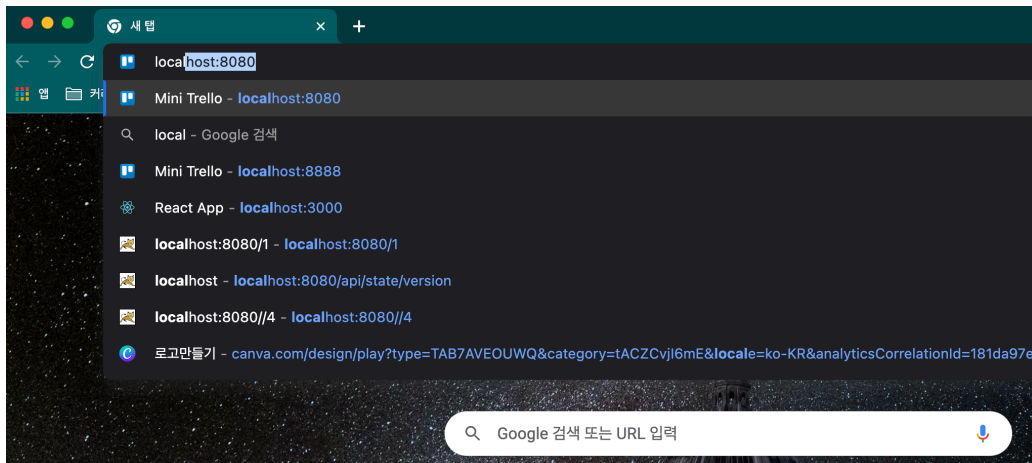 새 탭
localhost:8080
앱 커
Mini Trello - localhost:8080
local - Google 검색
Mini Trello - localhost:8888
React App - localhost:3000
localhost:8080/1 - localhost:8080/1
localhost - localhost:8080/api/state/version
localhost:8080//4 - localhost:8080//4
로고만들기 - canva.com/design/play?type=TAB7AVEOUWQ&category=tACZCvjI6mE&locale=ko-KR&analyticsCorrelationId=181da97e
Google 검색 또는 URL 입력